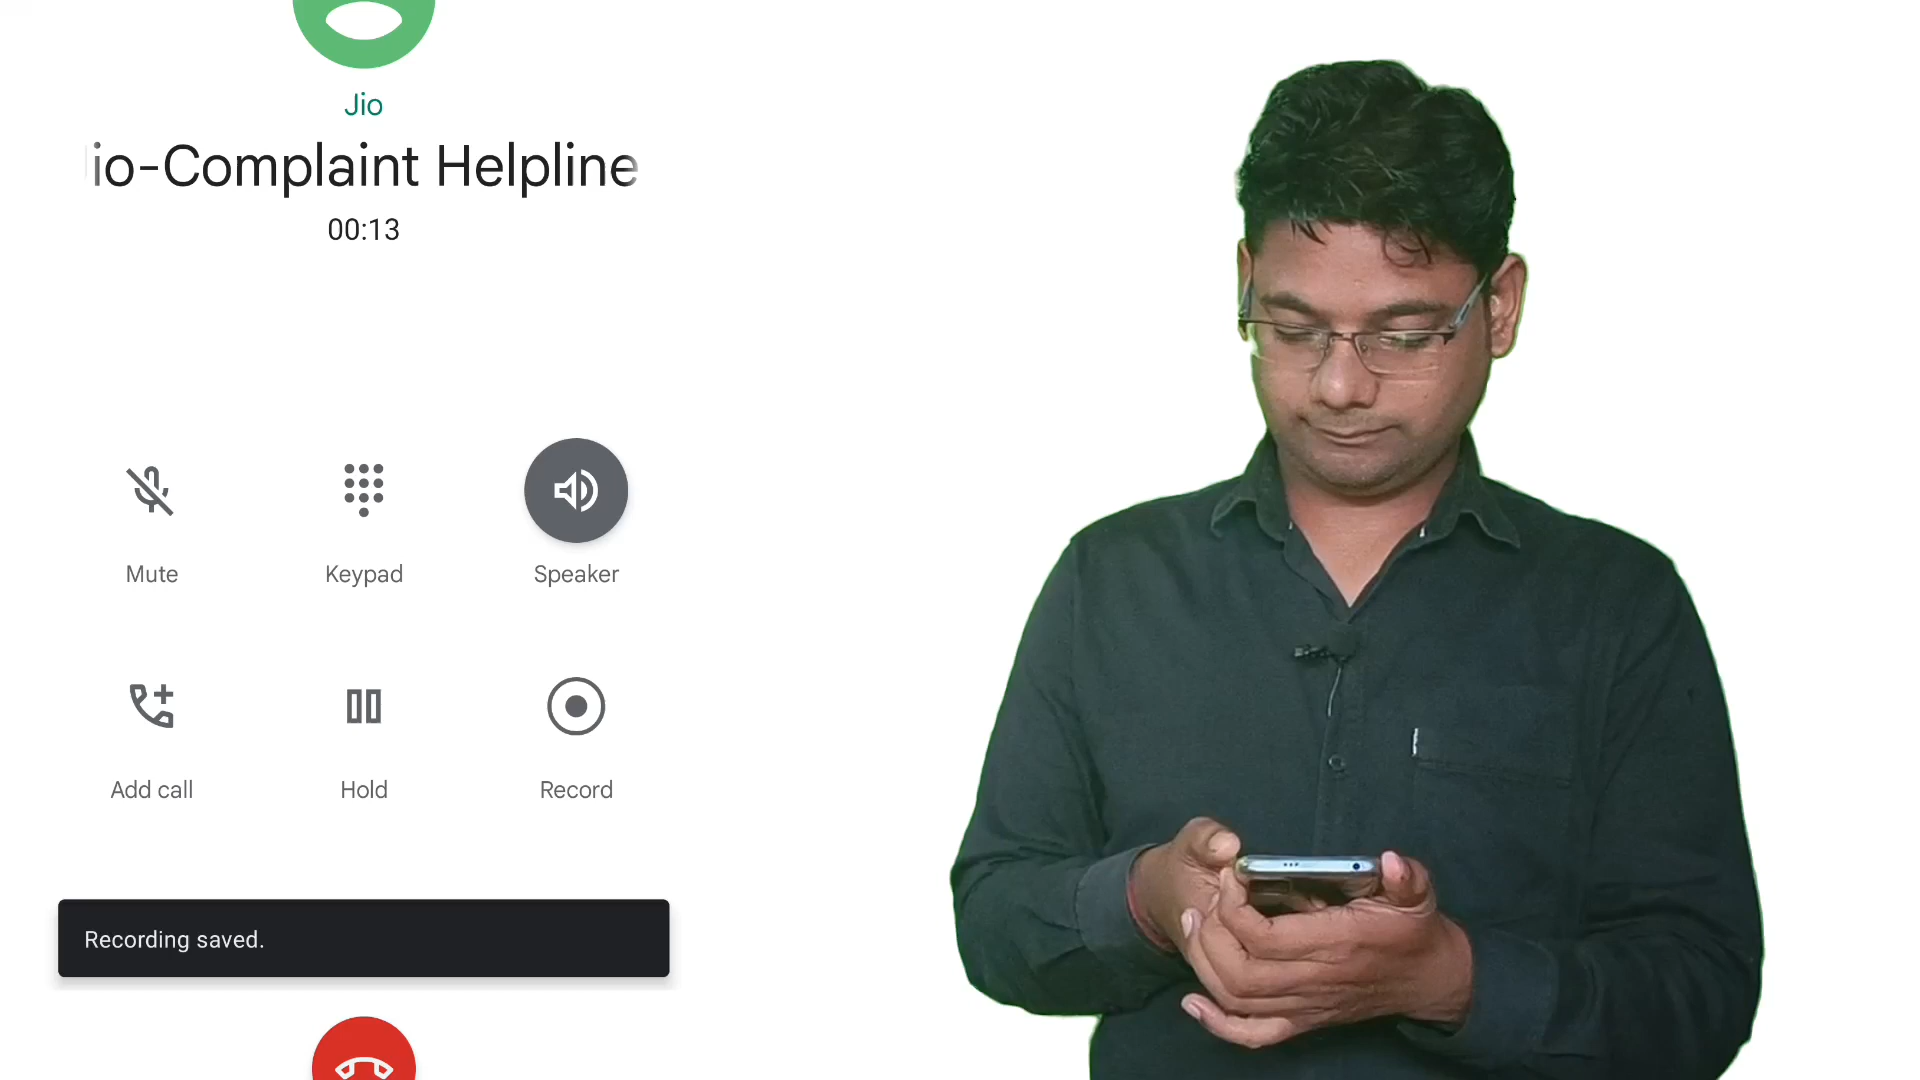 Jio
io-Complaint Helpline
00:13
Mute
Keypad
Speaker
Add call
Hold
Record
Recording saved.